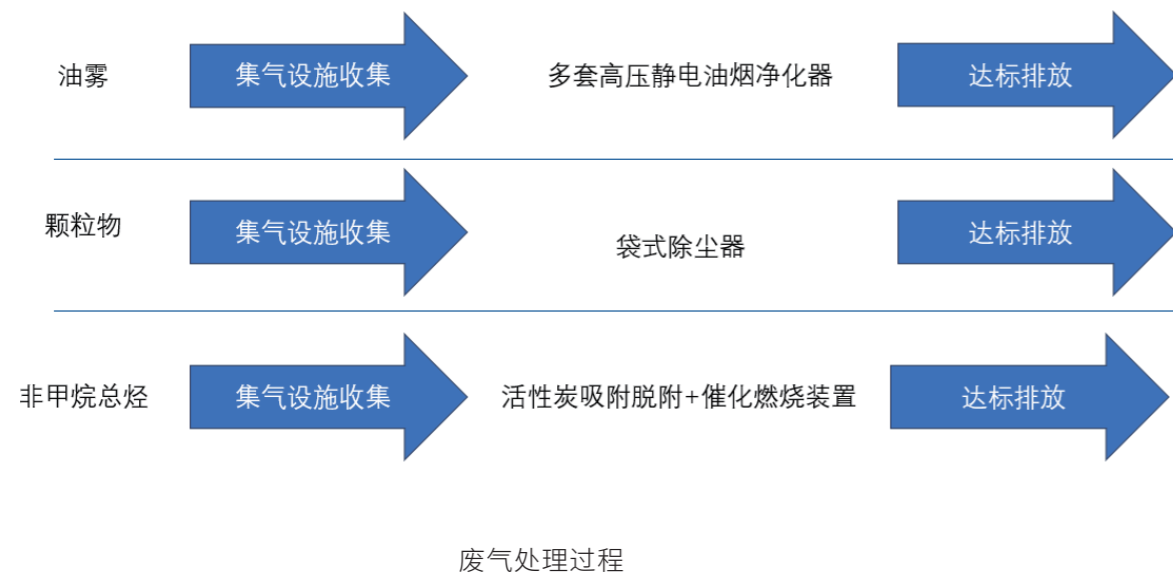 油雾 集气设施收集 多套高压静电油烟净化器 达标排放
颗粒物 集气设施收集 袋式除尘器 达标排放
非甲烷总烃 集气设施收集 活性炭吸附脱附+催化燃烧装置 达标排放
废气处理过程